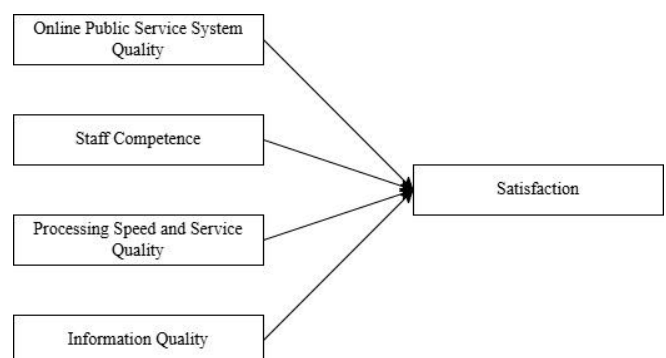 Online Public Service System
Quality
Staff Competence
Satisfaction
Processing Speed and Service
Quality
Information Quality